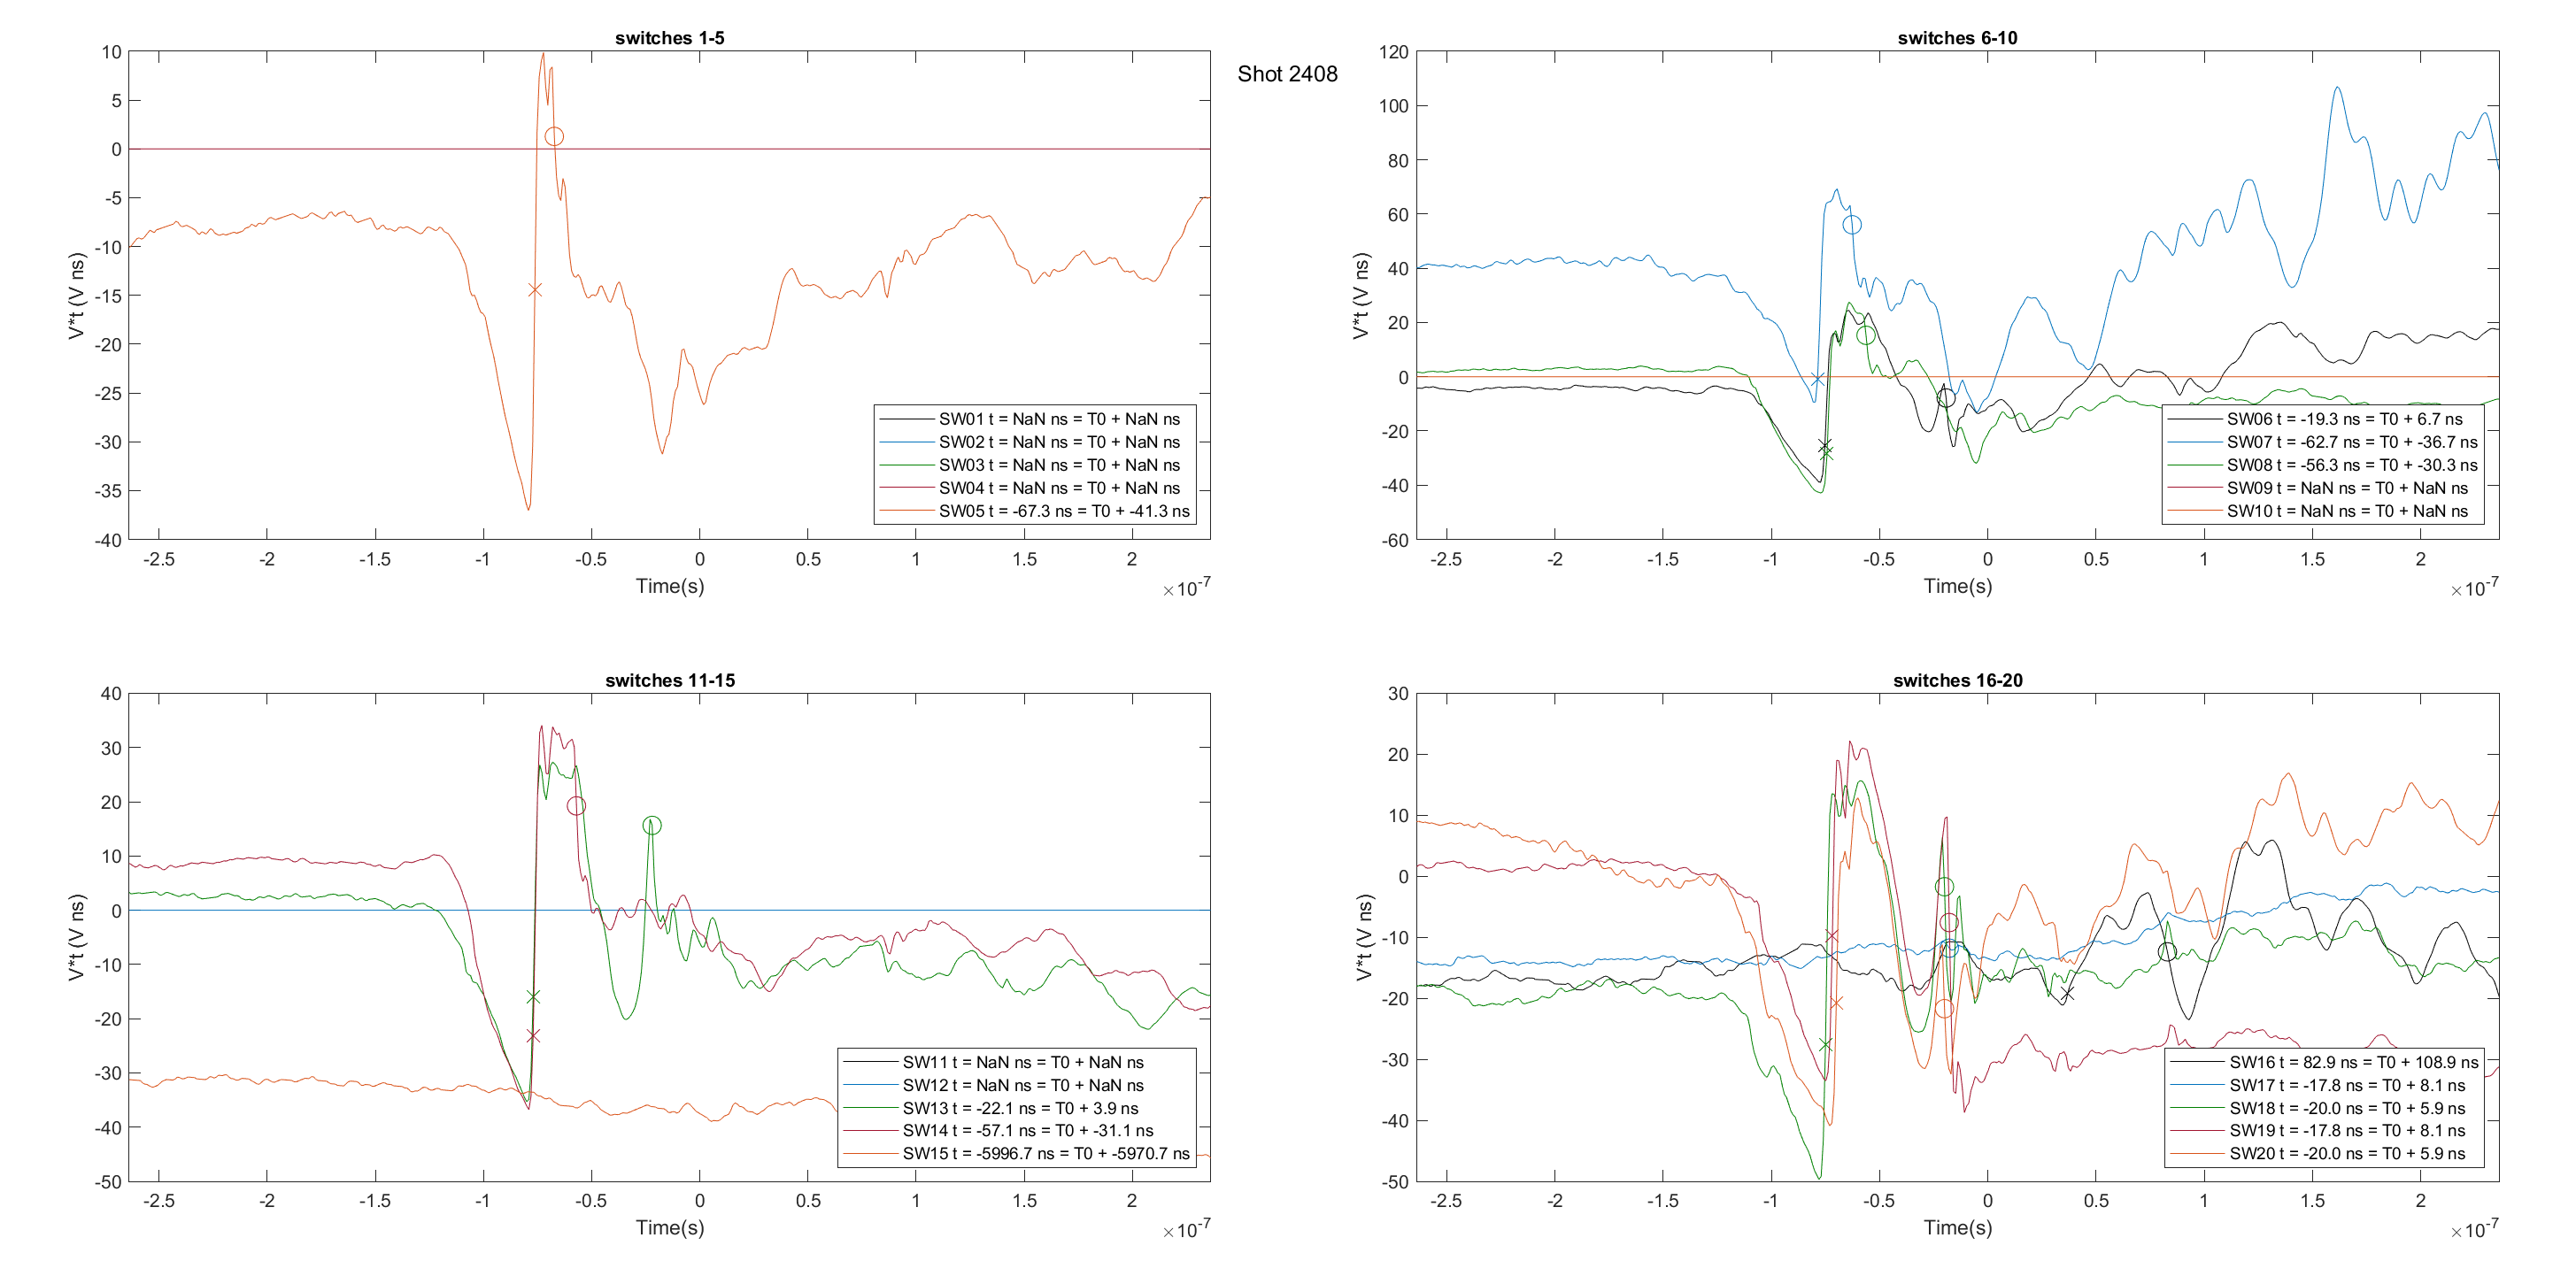 Shot 2408
switches 1-5
10
5
0
-5
-10
-15
-20
-25
-30
-35
-40
V*t (V ns)
-2.5 -2 -1.5 -1 -0.5 0 0.5 1 1.5 2
Time(s)
×10-7
SW01 t = NaN ns = T0 + NaN ns
SW02 t = NaN ns = T0 + NaN ns
SW03 t = NaN ns = T0 + NaN ns
SW04 t = NaN ns = T0 + NaN ns
SW05 t = -67.3 ns = T0 + -41.3 ns
switches 6-10
120
100
80
60
40
20
0
-20
-40
-60
V*t (V ns)
-2.5 -2 -1.5 -1 -0.5 0 0.5 1 1.5 2
Time(s)
×10-7
SW06 t = -19.3 ns = T0 + 6.7 ns
SW07 t = -62.7 ns = T0 + -36.7 ns
SW08 t = -56.3 ns = T0 + -30.3 ns
SW09 t = NaN ns = T0 + NaN ns
SW10 t = NaN ns = T0 + NaN ns
switches 11-15
40
30
20
10
0
-10
-20
-30
-40
-50
V*t (V ns)
-2.5 -2 -1.5 -1 -0.5 0 0.5 1 1.5 2
Time(s)
×10-7
SW11 t = NaN ns = T0 + NaN ns
SW12 t = NaN ns = T0 + NaN ns
SW13 t = -22.1 ns = T0 + 3.9 ns
SW14 t = -57.1 ns = T0 + -31.1 ns
SW15 t = -5996.7 ns = T0 + -5970.7 ns
switches 16-20
30
20
10
0
-10
-20
-30
-40
-50
V*t (V ns)
-2.5 -2 -1.5 -1 -0.5 0 0.5 1 1.5 2
Time(s)
×10-7
SW16 t = 82.9 ns = T0 + 108.9 ns
SW17 t = -17.8 ns = T0 + 8.1 ns
SW18 t = -20.0 ns = T0 + 5.9 ns
SW19 t = -17.8 ns = T0 + 8.1 ns
SW20 t = -20.0 ns = T0 + 5.9 ns